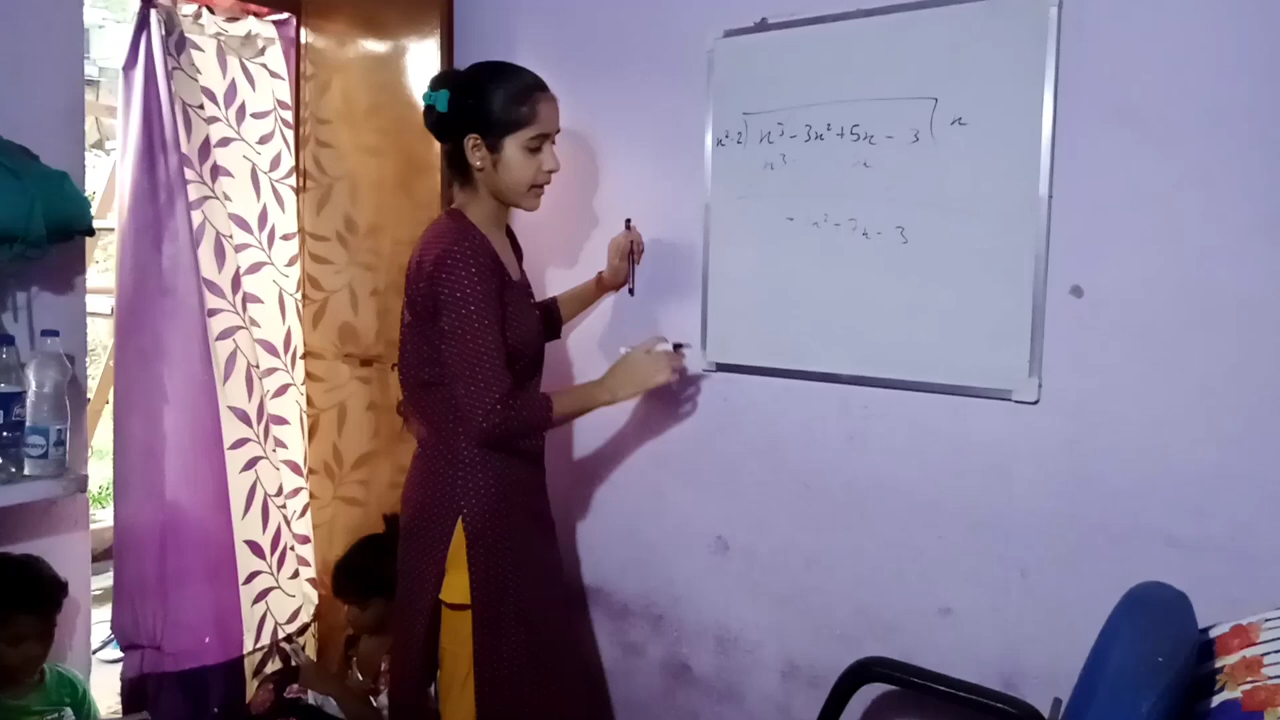 x²-2) x³ - 3x² + 5x - 3 ( x
x³ x
- x² - 7x - 3